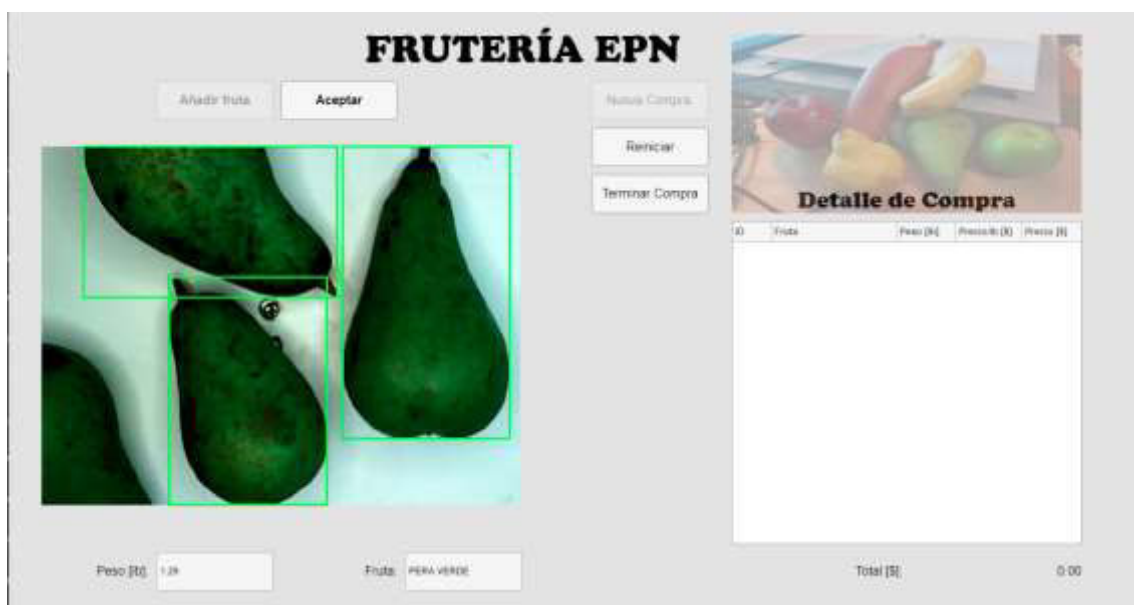 FRUTERÍA EPN
Añadir fruta
Aceptar
Nueva Compra
Reiniciar
Terminar Compra
Detalle de Compra
ID Fruta Peso [lb] Precio/lb [$] Precio [$]
Peso [lb]: 1.29
Fruta: PERA VERDE
Total [$]: 0.00